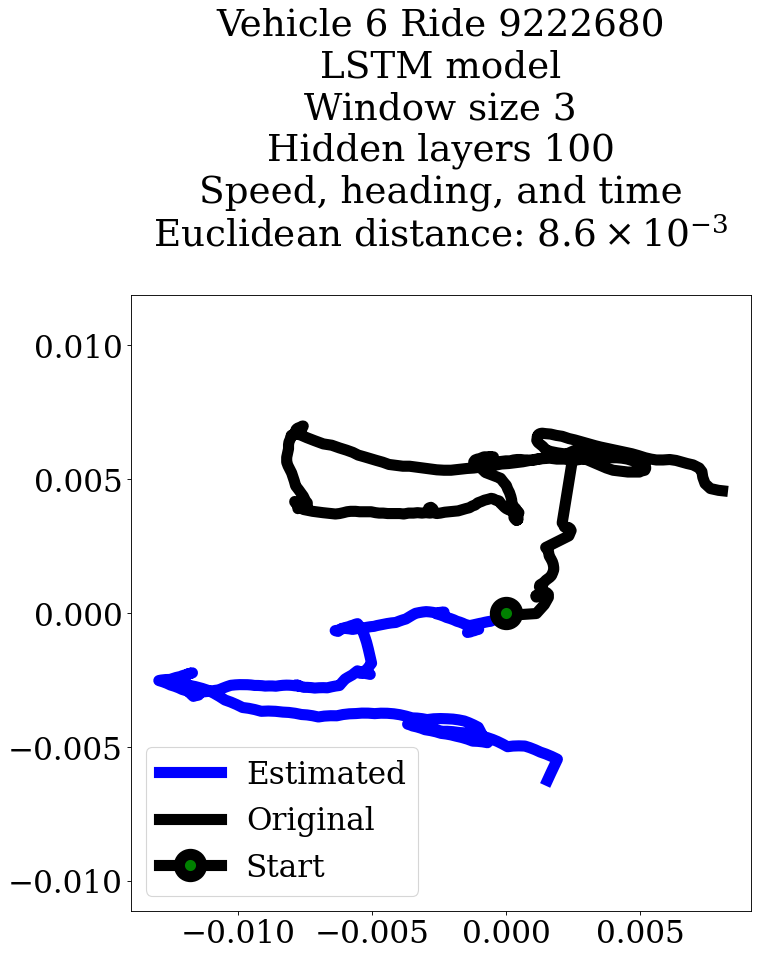 Vehicle 6 Ride 9222680
LSTM model
Window size 3
Hidden layers 100
Speed, heading, and time
Euclidean distance: 8.6 × 10⁻³
0.010
0.005
0.000
−0.005
−0.010
Estimated
Original
Start
−0.010 −0.005 0.000 0.005